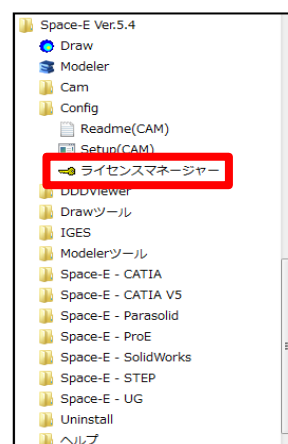 Space-E Ver.5.4
Draw
Modeler
Cam
Config
Readme(CAM)
Setup(CAM)
ライセンスマネージャー
DDDViewer
Drawツール
IGES
Modelerツール
Space-E - CATIA
Space-E - CATIA V5
Space-E - Parasolid
Space-E - ProE
Space-E - SolidWorks
Space-E - STEP
Space-E - UG
Uninstall
ヘルプ